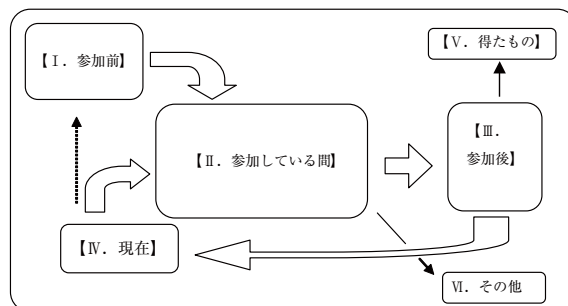 【Ⅰ．参加前】
【Ⅴ．得たもの】
【Ⅱ．参加している間】
【Ⅲ．
参加後】
【Ⅳ．現在】
Ⅵ．その他